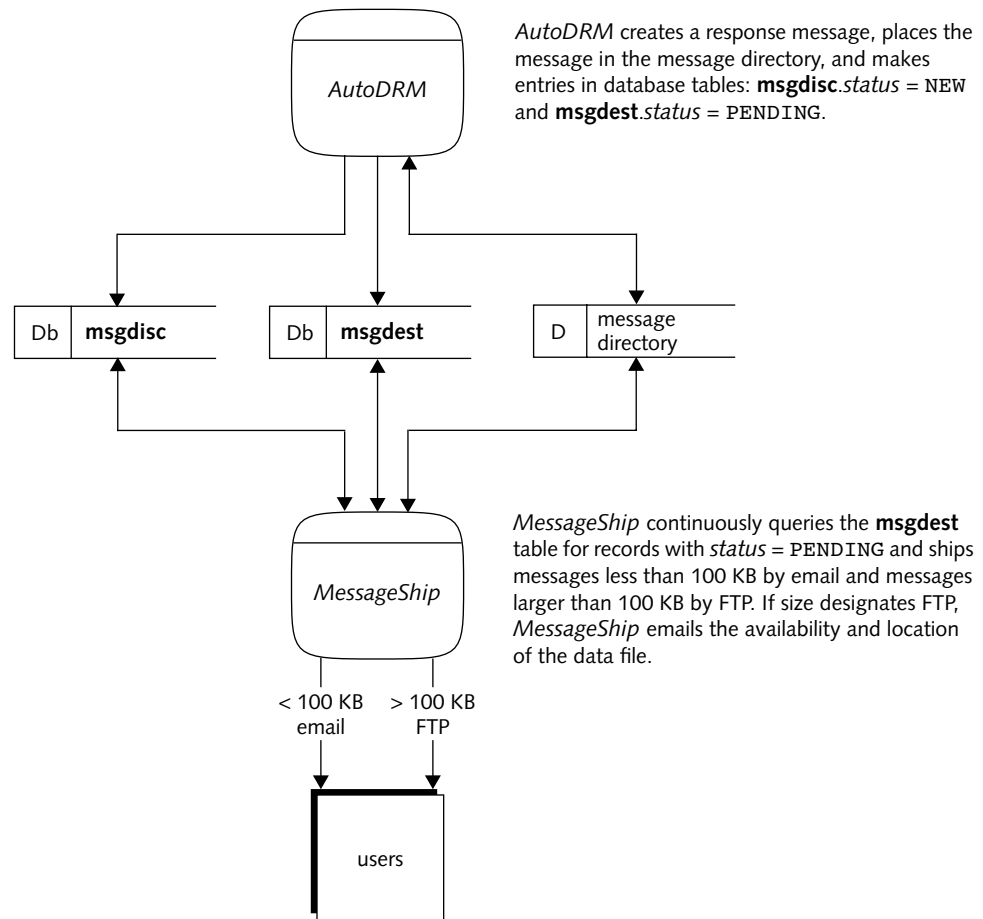 AutoDRM creates a response message, places the
message in the message directory, and makes
entries in database tables: msgdisc.status = NEW
and msgdest.status = PENDING.
AutoDRM
Db msgdisc
Db msgdest
D message
directory
MessageShip continuously queries the msgdest
table for records with status = PENDING and ships
messages less than 100 KB by email and messages
larger than 100 KB by FTP. If size designates FTP,
MessageShip emails the availability and location
of the data file.
MessageShip
< 100 KB
email
> 100 KB
FTP
users